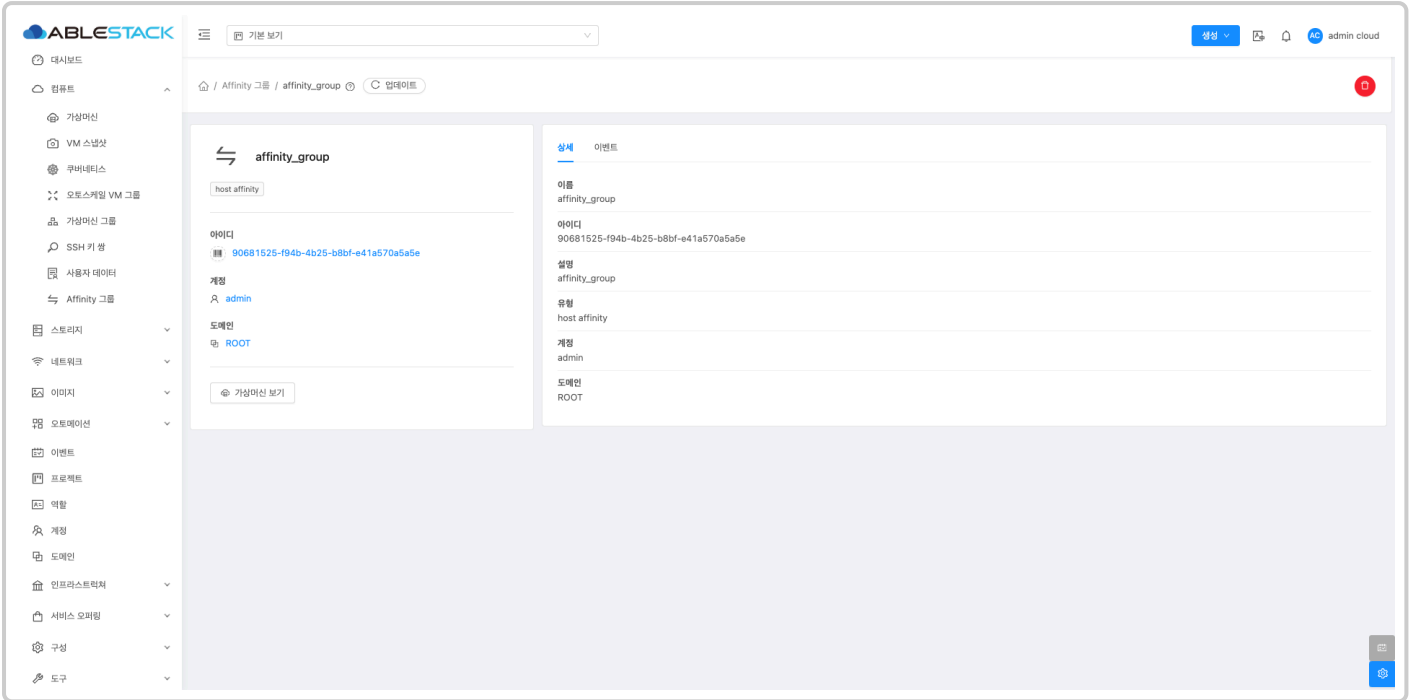 ABLESTACK
기본 보기
생성
AC
admin cloud
대시보드
컴퓨트
가상머신
VM 스냅샷
쿠버네티스
오토스케일 VM 그룹
가상머신 그룹
SSH 키 쌍
사용자 데이터
Affinity 그룹
스토리지
네트워크
이미지
오토메이션
이벤트
프로젝트
역할
계정
도메인
인프라스트럭쳐
서비스 오퍼링
구성
도구
/ Affinity 그룹 / affinity_group
업데이트
affinity_group
host affinity
아이디
90681525-f94b-4b25-b8bf-e41a570a5a5e
계정
admin
도메인
ROOT
가상머신 보기
상세 이벤트
이름
affinity_group
아이디
90681525-f94b-4b25-b8bf-e41a570a5a5e
설명
affinity_group
유형
host affinity
계정
admin
도메인
ROOT